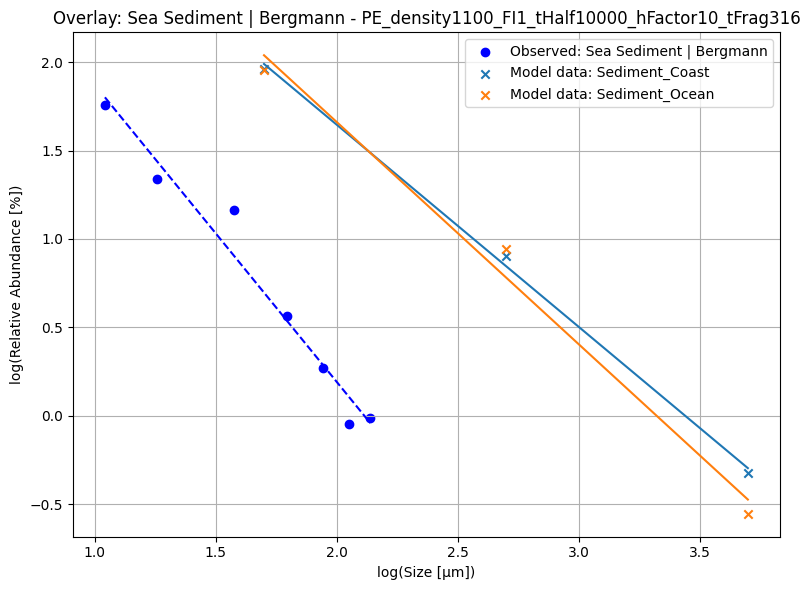 Overlay: Sea Sediment | Bergmann - PE_density1100_FI1_tHalf10000_hFactor10_tFrag316
Observed: Sea Sediment | Bergmann
Model data: Sediment_Coast
Model data: Sediment_Ocean
log(Relative Abundance [%])
2.0
1.5
1.0
0.5
0.0
−0.5
1.0 1.5 2.0 2.5 3.0 3.5
log(Size [µm])